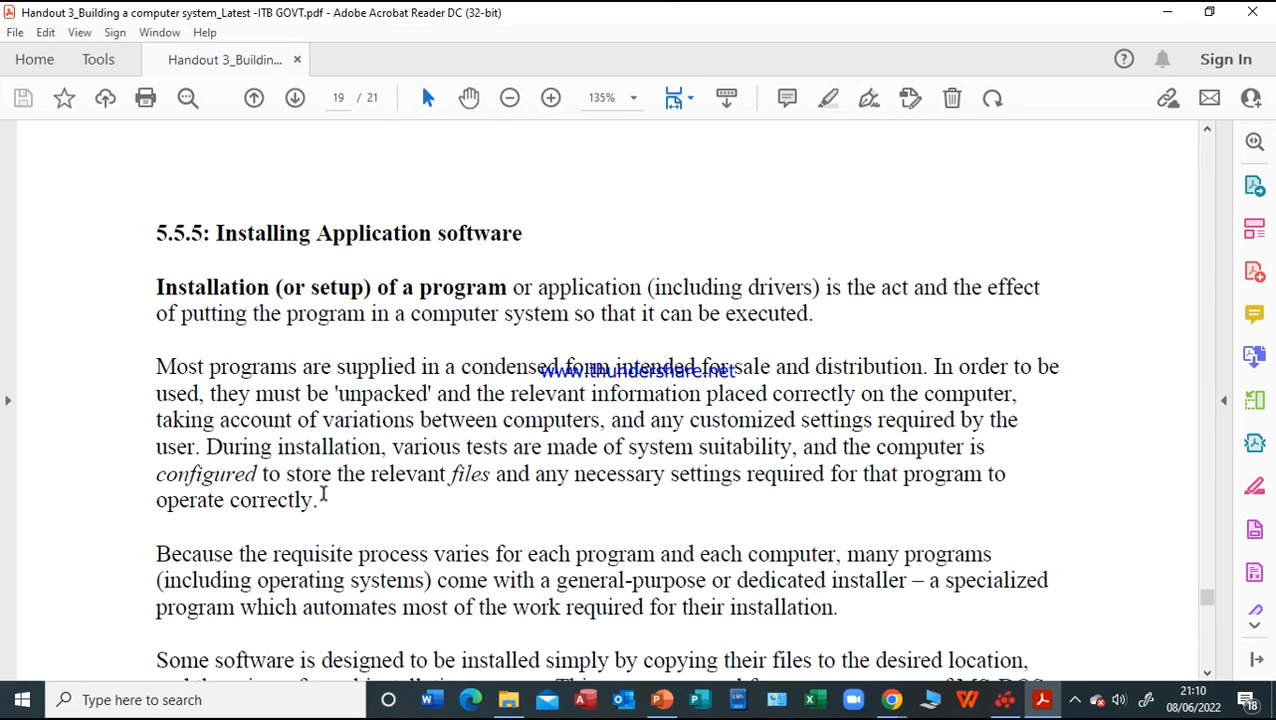 Handout 3_Building a computer system_Latest -ITB GOVT.pdf - Adobe Acrobat Reader DC (32-bit)
File Edit View Sign Window Help
Home Tools Handout 3_Buildin... Sign In
19 / 21 135%
5.5.5: Installing Application software
Installation (or setup) of a program or application (including drivers) is the act and the effect
of putting the program in a computer system so that it can be executed.
Most programs are supplied in a condensed form intended for sale and distribution. In order to be
www.thundershare.net
used, they must be 'unpacked' and the relevant information placed correctly on the computer,
taking account of variations between computers, and any customized settings required by the
user. During installation, various tests are made of system suitability, and the computer is
configured to store the relevant files and any necessary settings required for that program to
operate correctly.
Because the requisite process varies for each program and each computer, many programs
(including operating systems) come with a general-purpose or dedicated installer – a specialized
program which automates most of the work required for their installation.
Some software is designed to be installed simply by copying their files to the desired location,
Type here to search
21:10
08/06/2022
18